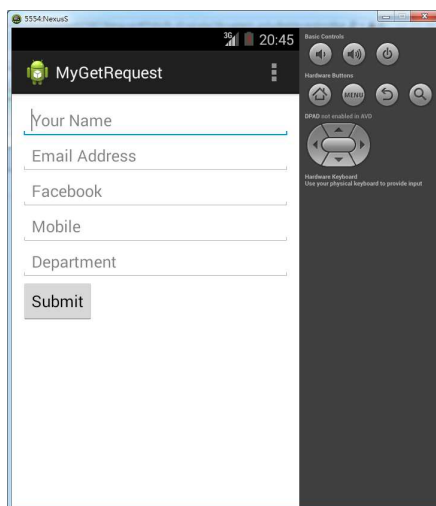 5554:NexusS
3G 20:45
MyGetRequest
Your Name
Email Address
Facebook
Mobile
Department
Submit
Basic Controls
Hardware Buttons
MENU
DPAD not enabled in AVD
Hardware Keyboard
Use your physical keyboard to provide input